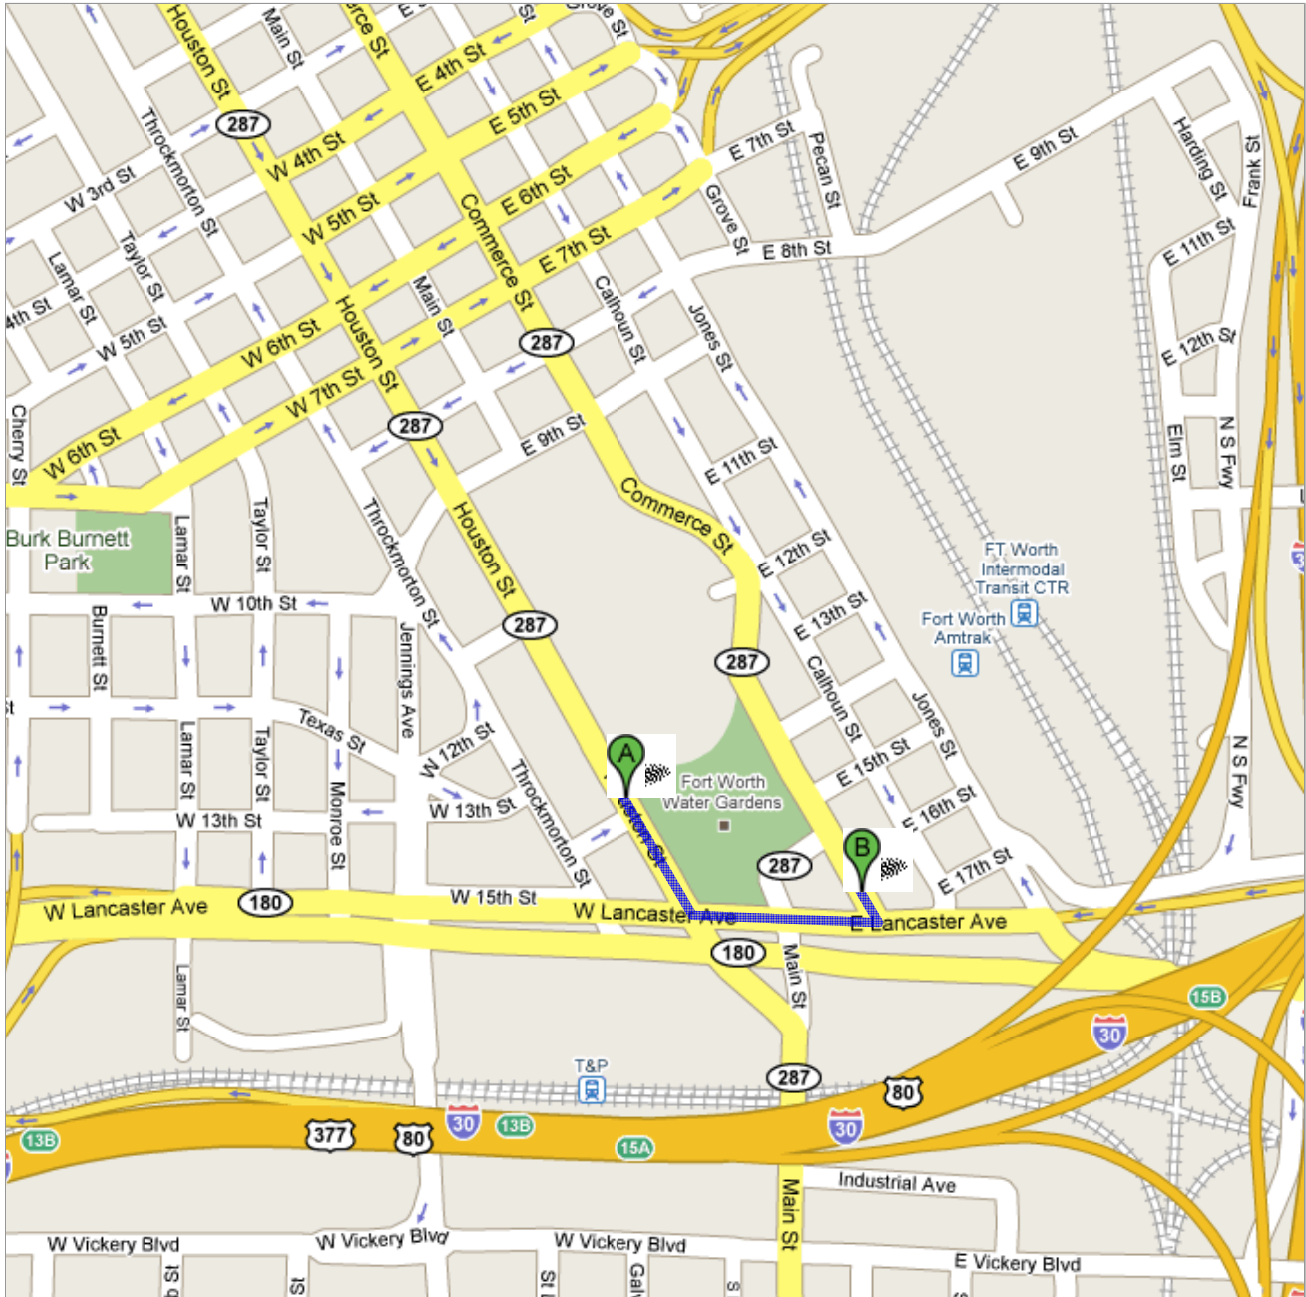 Houston St
Main St
E 4th St
Grove St
287
W 4th St
E 5th St
E 7th St
Pecan St
E 9th St
Harding St
Frank St
Throckmorton St
W 3rd St
W 5th St
E 6th St
Grove St
Commerce St
E 7th St
E 8th St
E 11th St
Taylor St
Lamar St
4th St
W 5th St
W 6th St
Houston St
Main St
Calhoun St
Jones St
287
E 12th St
W 7th St
287
E 9th St
Cherry St
W 6th St
E 11th St
Elm St
N S Fwy
Burk Burnett
Park
Lamar St
Taylor St
Throckmorton St
Houston St
Commerce St
E 12th St
FT Worth
Intermodal
Transit CTR
Fort Worth
Amtrak
W 10th St
Burnett St
Jennings Ave
287
E 13th St
287
Calhoun St
Jones St
Texas St
Lamar St
Taylor St
W 12th St
A
Fort Worth
Water Gardens
E 15th St
N S Fwy
Monroe St
W 13th St
W 13th St
Throckmorton St
E 16th St
287
B
E 17th St
W Lancaster Ave
180
W 15th St
W Lancaster Ave
E Lancaster Ave
180
Main St
Lamar St
15B
30
T&P
287
80
13B
377
80
30
13B
15A
30
Industrial Ave
Main St
W Vickery Blvd
W Vickery Blvd
W Vickery Blvd
E Vickery Blvd